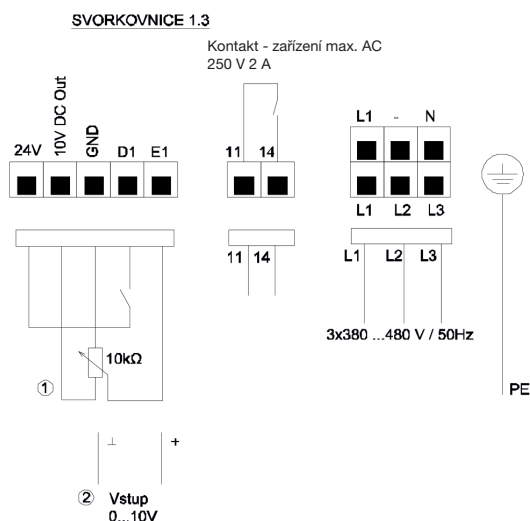 SVORKOVNICE 1.3
Kontakt - zařízení max. AC
250 V 2 A
24V
10V DC Out
GND
D1
E1
11
14
L1 - N
L1 L2 L3
11 14
L1 L2 L3
3x380 ...480 V / 50Hz
10kΩ
1
PE
⊥ +
2 Vstup
0...10V